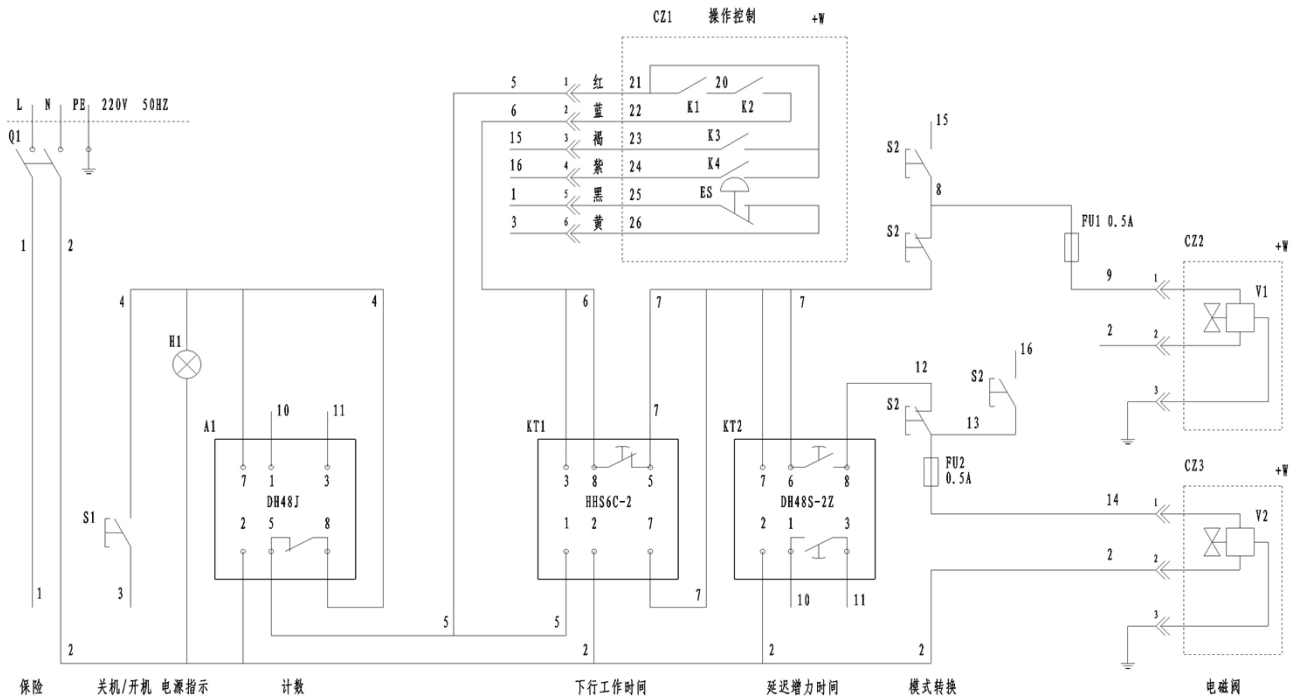 CZ1 操作控制 +W
5 1 红 21 20
K1 K2
L N PE 220V 50HZ
6 2 蓝 22
Q1
15 3 褐 23 K3
16 4 紫 24 K4
1 5 黑 25 ES
3 6 黄 26
S2 15
8
S2
FU1 0.5A
1 2
CZ2 +W
9 1
V1
4 4 6 7 7
2 2
H1
12 16
S2
S2
3
13
10 11 7
A1 KT1 KT2
FU2
0.5A
7 1 3 3 8 5 7 6 8
DH48J HHS6C-2 DH48S-2Z
CZ3 +W
14 1
V2
S1
2 5 8 1 2 7 2 1 3
2 2
1 3 7 10 11
5 5
3
2 2 2 2
保险 关机/开机 电源指示 计数 下行工作时间 延迟增力时间 模式转换 电磁阀